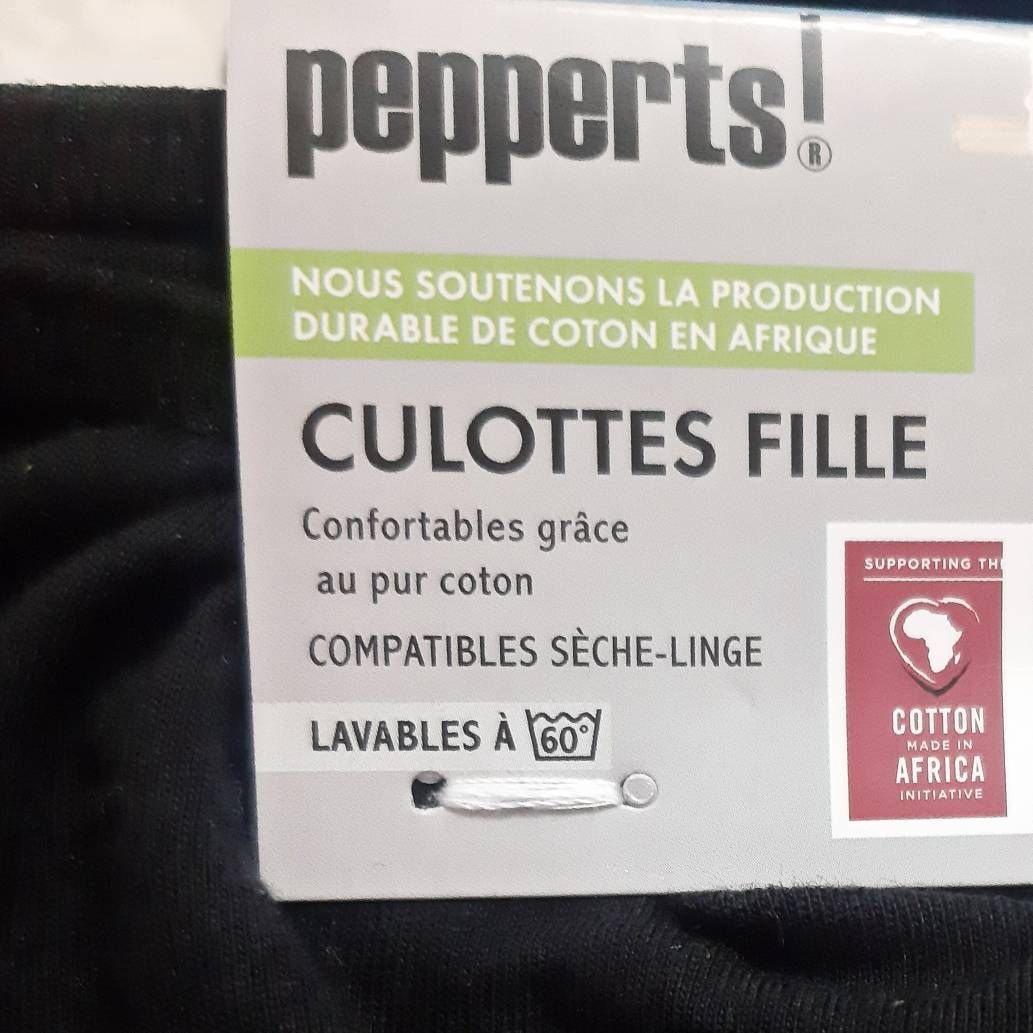 pepperts!®
NOUS SOUTENONS LA PRODUCTION
DURABLE DE COTON EN AFRIQUE
CULOTTES FILLE
Confortables grâce
au pur coton
COMPATIBLES SÈCHE-LINGE
LAVABLES À 60°
SUPPORTING TH
COTTON
MADE IN
AFRICA
INITIATIVE